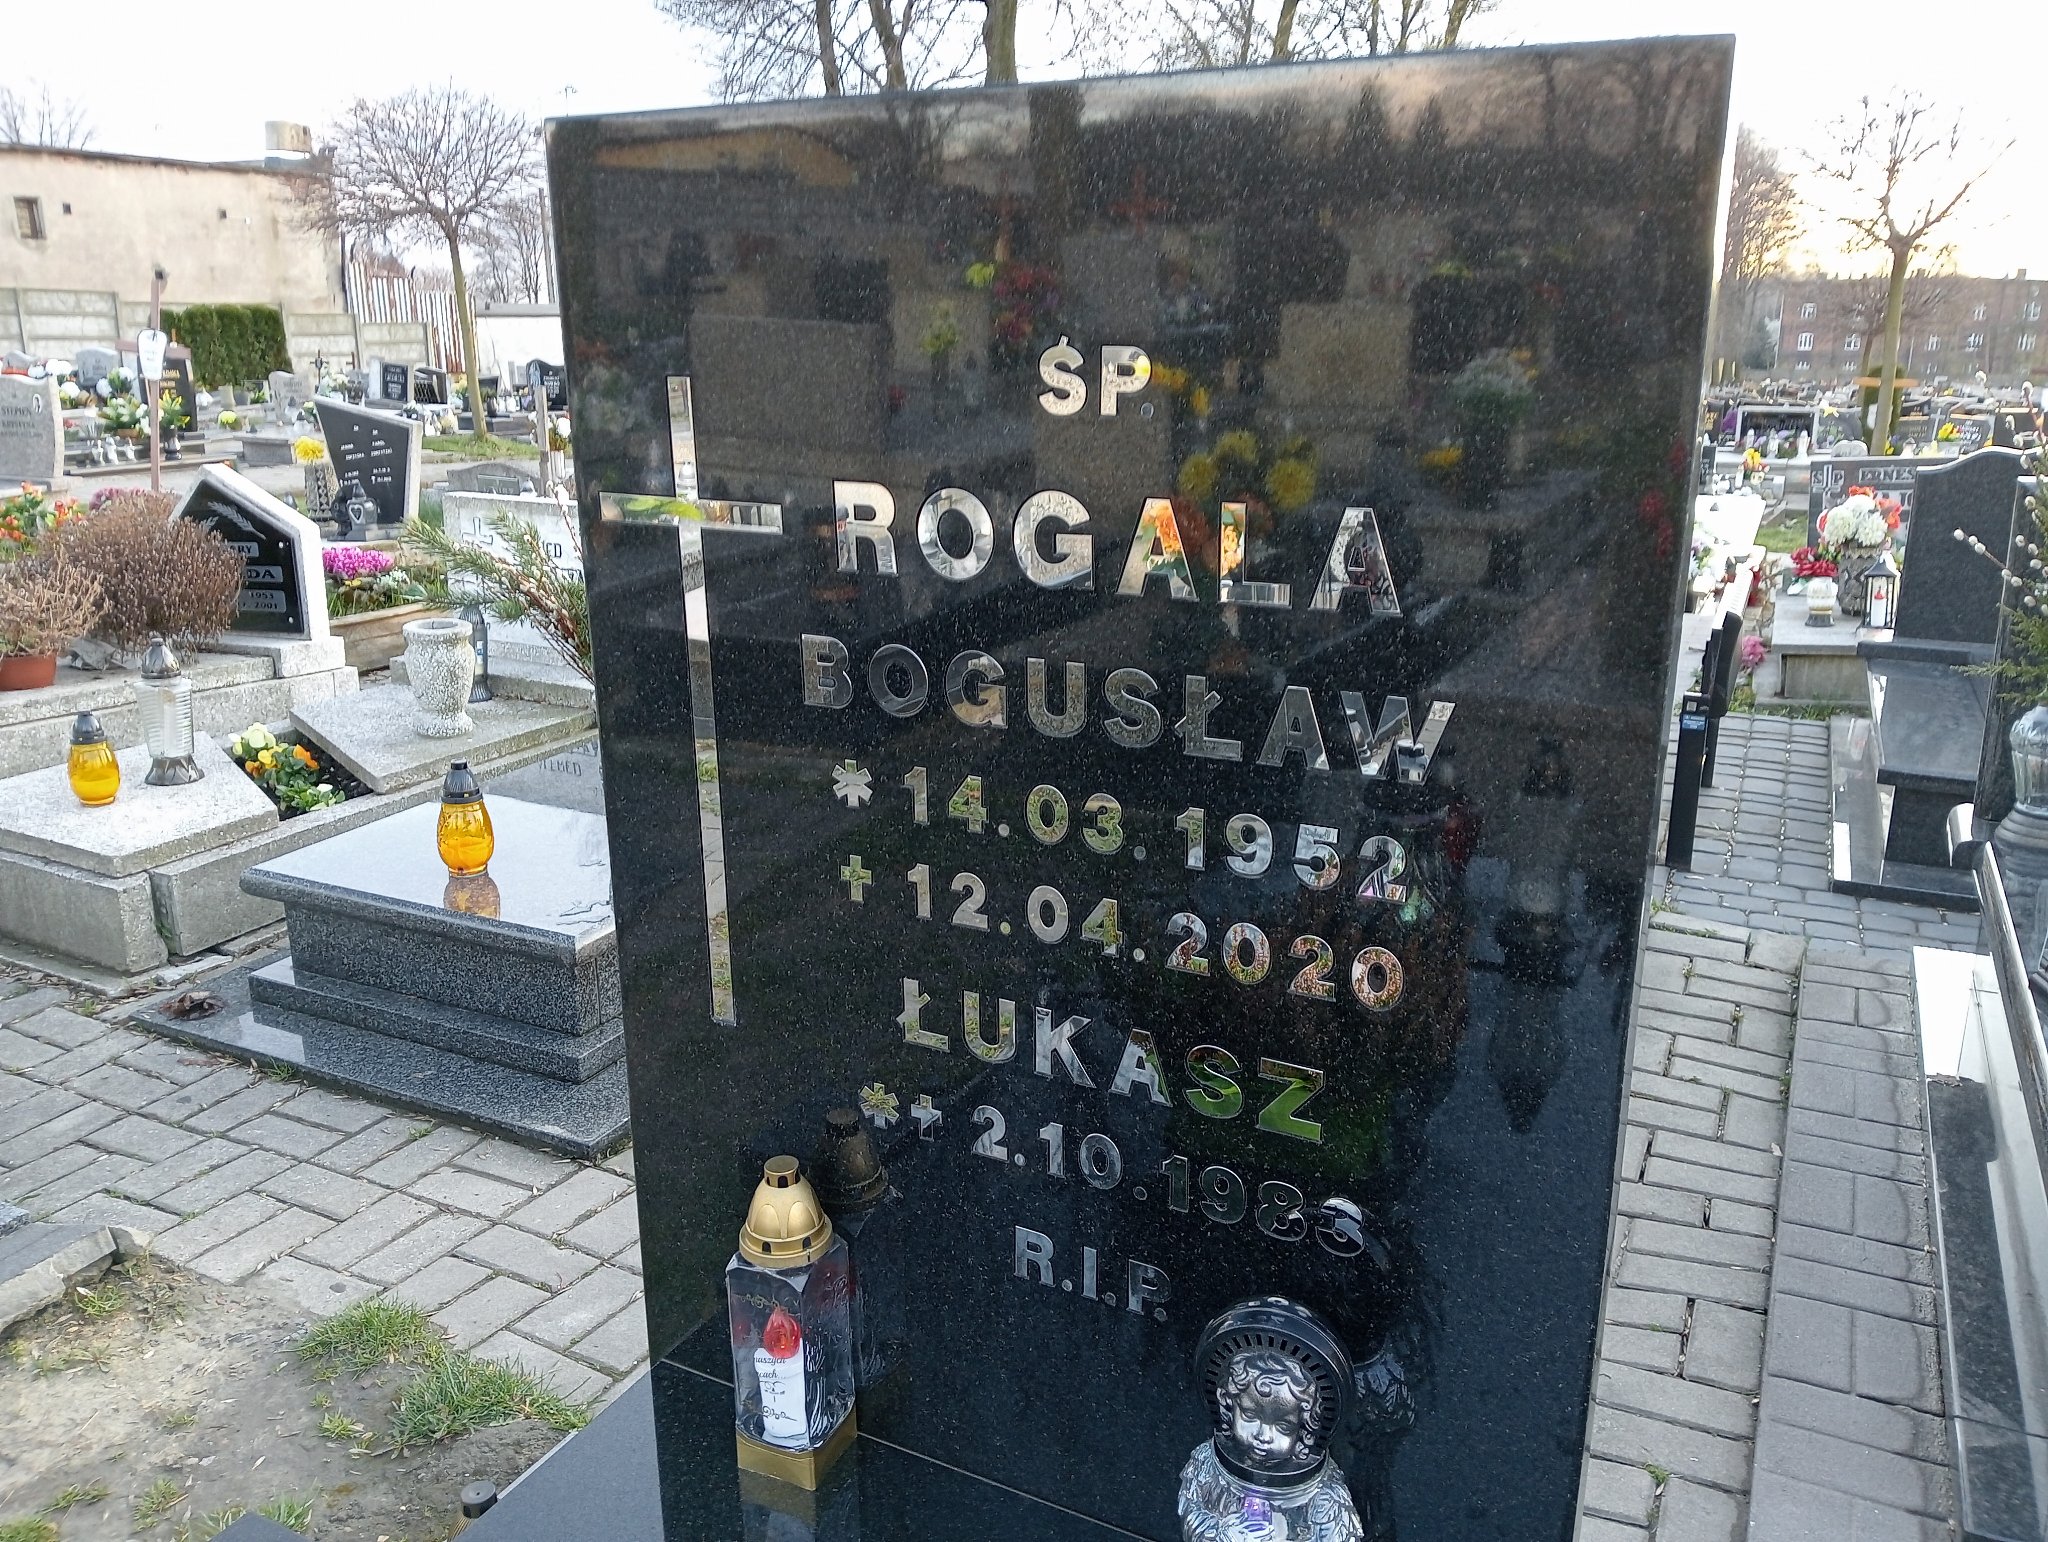 ŚP.
ROGALA
BOGUSŁAW
* 14.03.1952
+ 12.04.2020
ŁUKASZ
*+ 2.10.1983
R.I.P.